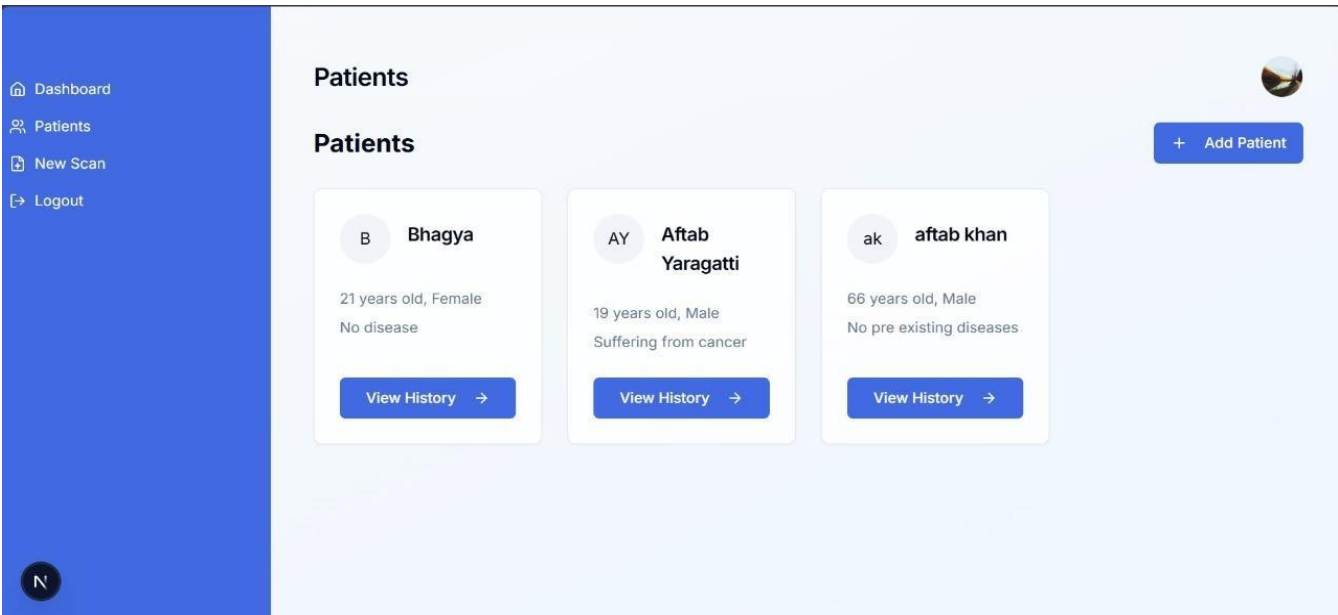 Dashboard
Patients
New Scan
Logout
N
Patients
Patients
+ Add Patient
B
Bhagya
21 years old, Female
No disease
View History →
AY
Aftab
Yaragatti
19 years old, Male
Suffering from cancer
View History →
ak
aftab khan
66 years old, Male
No pre existing diseases
View History →